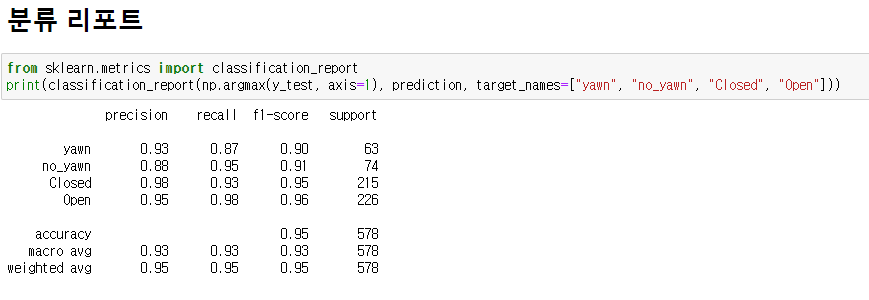 분류 리포트
from sklearn.metrics import classification_report
print(classification_report(np.argmax(y_test, axis=1), prediction, target_names=["yawn", "no_yawn", "Closed", "Open"]))
precision recall f1-score support
yawn 0.93 0.87 0.90 63
no_yawn 0.88 0.95 0.91 74
Closed 0.98 0.93 0.95 215
Open 0.95 0.98 0.96 226
accuracy 0.95 578
macro avg 0.93 0.93 0.93 578
weighted avg 0.95 0.95 0.95 578